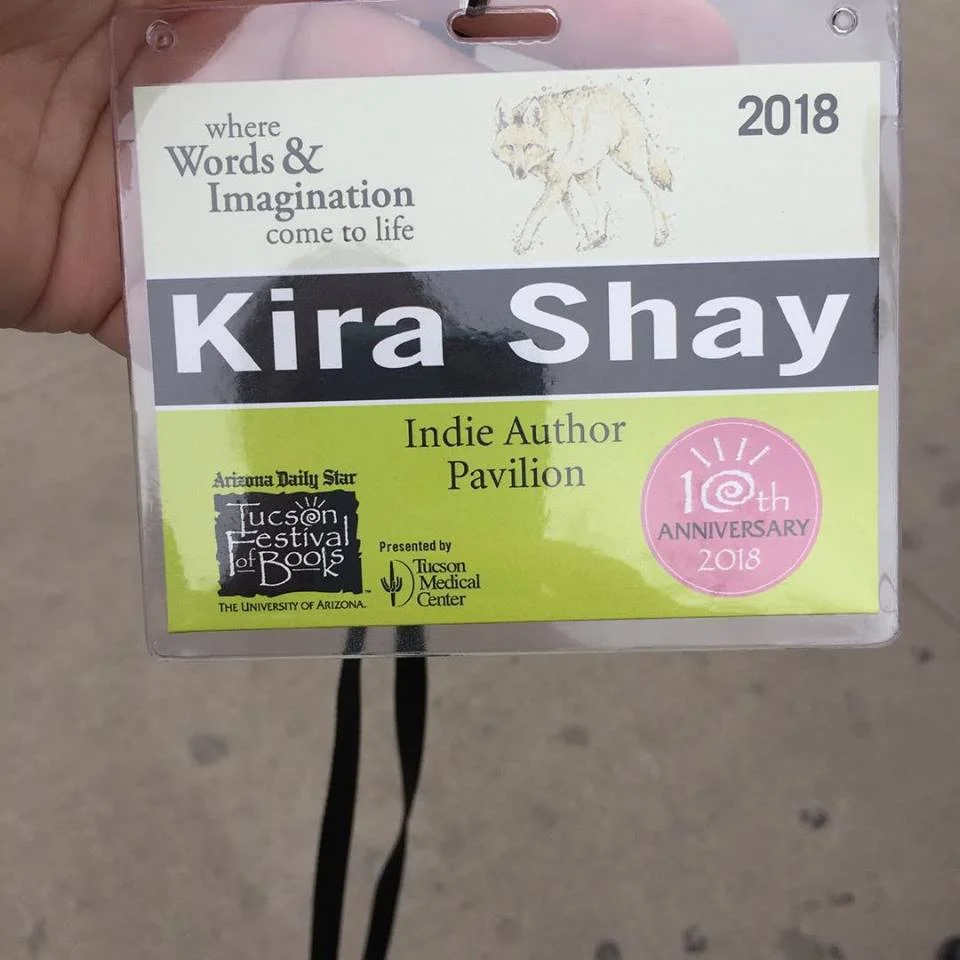 where
Words &
Imagination
come to life
2018
Kira Shay
Indie Author
Pavilion
Arizona Daily Star
Tucson
Festival
of Books
™
THE UNIVERSITY OF ARIZONA.
Presented by
Tucson
Medical
Center
10th
ANNIVERSARY
2018